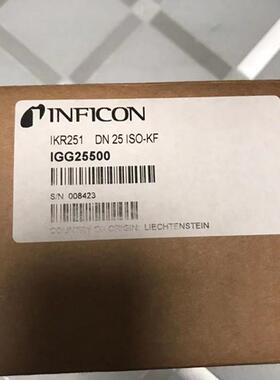 INFICON
IKR251 DN 25 ISO-KF
IGG25500
S/N 008423
COUNTRY OF ORIGIN: LIECHTENSTEIN